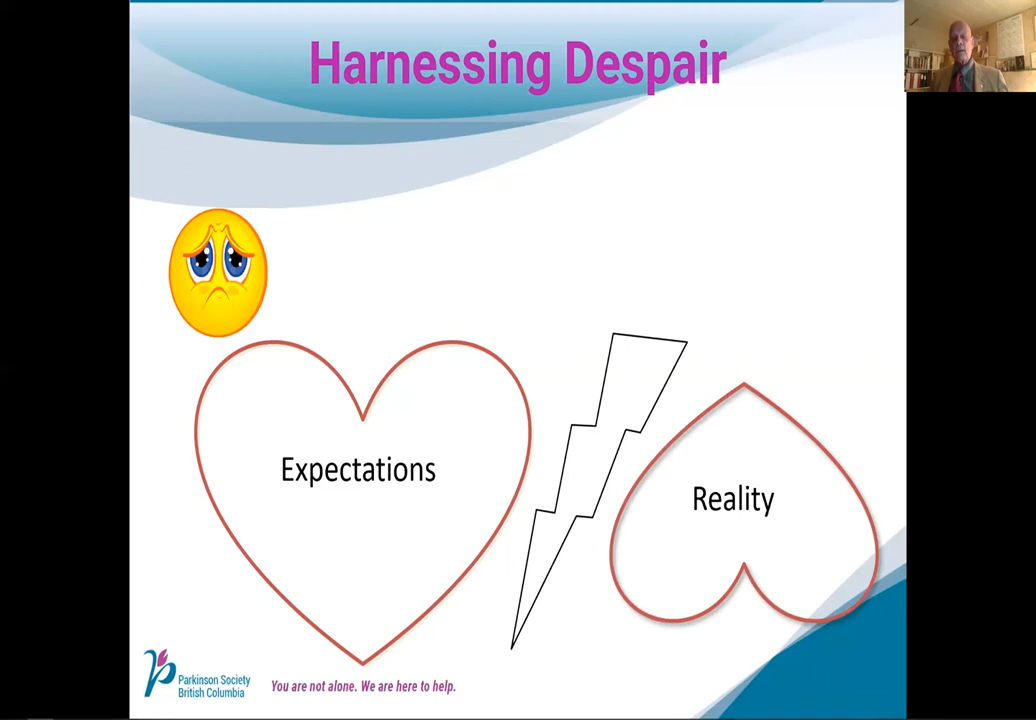 Harnessing Despair
Expectations
Reality
Parkinson Society
British Columbia
You are not alone. We are here to help.